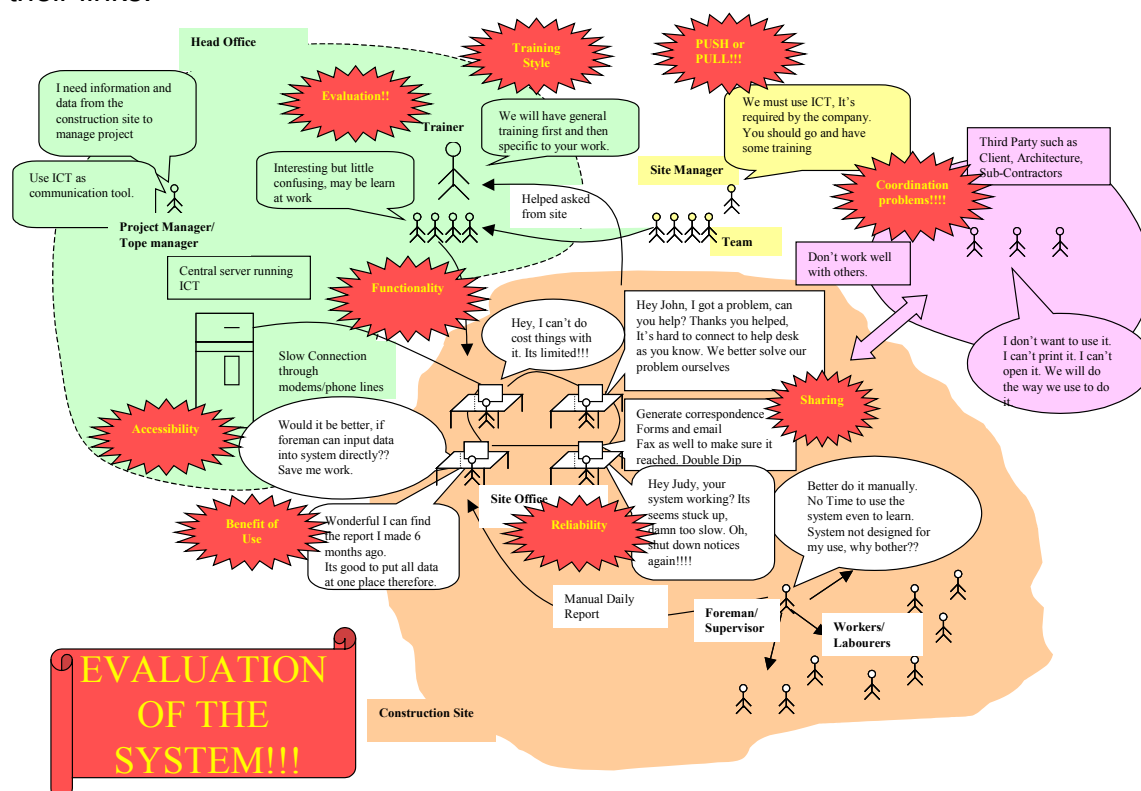 their links.
Head Office
Training
Style
PUSH or
PULL!!!
I need information and
data from the
construction site to
manage project
Evaluation!!
Trainer
We will have general
training first and then
specific to your work.
We must use ICT, It's
required by the company.
You should go and have
some training
Third Party such as
Client, Architecture,
Sub-Contractors
Use ICT as
communication tool.
Interesting but little
confusing, may be learn
at work
Site Manager
Coordination
problems!!!!
Helped asked
from site
Project Manager/
Tope manager
Team
Don't work well
with others.
Central server running
ICT
Functionality
Hey, I can't do
cost things with
it. Its limited!!!
Hey John, I got a problem, can
you help? Thanks you helped,
It's hard to connect to help desk
as you know. We better solve our
problem ourselves
I don't want to use it.
I can't print it. I can't
open it. We will do
the way we use to do
it.
Slow Connection
through
modems/phone lines
Sharing
Accessibility
Would it be better, if
foreman can input data
into system directly??
Save me work.
Generate correspondence
Forms and email
Fax as well to make sure it
reached. Double Dip
Site Office
Benefit of
Use
Wonderful I can find
the report I made 6
months ago.
Its good to put all data
at one place therefore.
Reliability
Hey Judy, your
system working? Its
seems stuck up,
damn too slow. Oh,
shut down notices
again!!!!
Better do it manually.
No Time to use the
system even to learn.
System not designed for
my use, why bother??
Manual Daily
Report
Foreman/
Supervisor
Workers/
Labourers
EVALUATION
OF THE
SYSTEM!!!
Construction Site